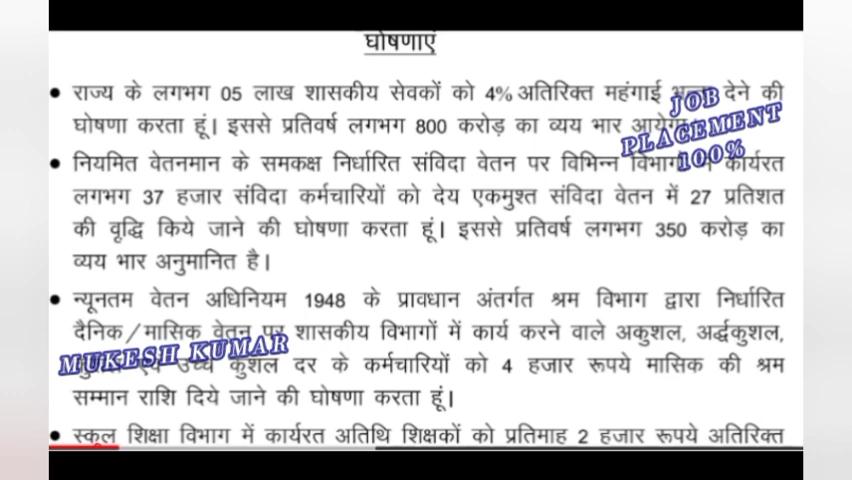 घोषणाएं
• राज्य के लगभग 05 लाख शासकीय सेवकों को 4% अतिरिक्त महंगाई देने की
घोषणा करता हूं। इससे प्रतिवर्ष लगभग 800 करोड़ का व्यय भार
JOB
PLACEMENT
100%
• नियमित वेतनमान के समकक्ष निर्धारित संविदा वेतन पर विभिन्न कार्यरत
लगभग 37 हजार संविदा कर्मचारियों को देय एकमुश्त संविदा वेतन में 27 प्रतिशत
की वृद्धि किये जाने की घोषणा करता हूं। इससे प्रतिवर्ष लगभग 350 करोड़ का
व्यय भार अनुमानित है।
• न्यूनतम वेतन अधिनियम 1948 के प्रावधान अंतर्गत श्रम विभाग द्वारा निर्धारित
दैनिक/मासिक वेतन पर शासकीय विभागों में कार्य करने वाले अकुशल, अर्द्धकुशल,
MUKESH KUMAR
उच्च कुशल दर के कर्मचारियों को 4 हजार रूपये मासिक की श्रम
सम्मान राशि दिये जाने की घोषणा करता हूं।
• स्कूल शिक्षा विभाग में कार्यरत अतिथि शिक्षकों को प्रतिमाह 2 हजार रूपये अतिरिक्त